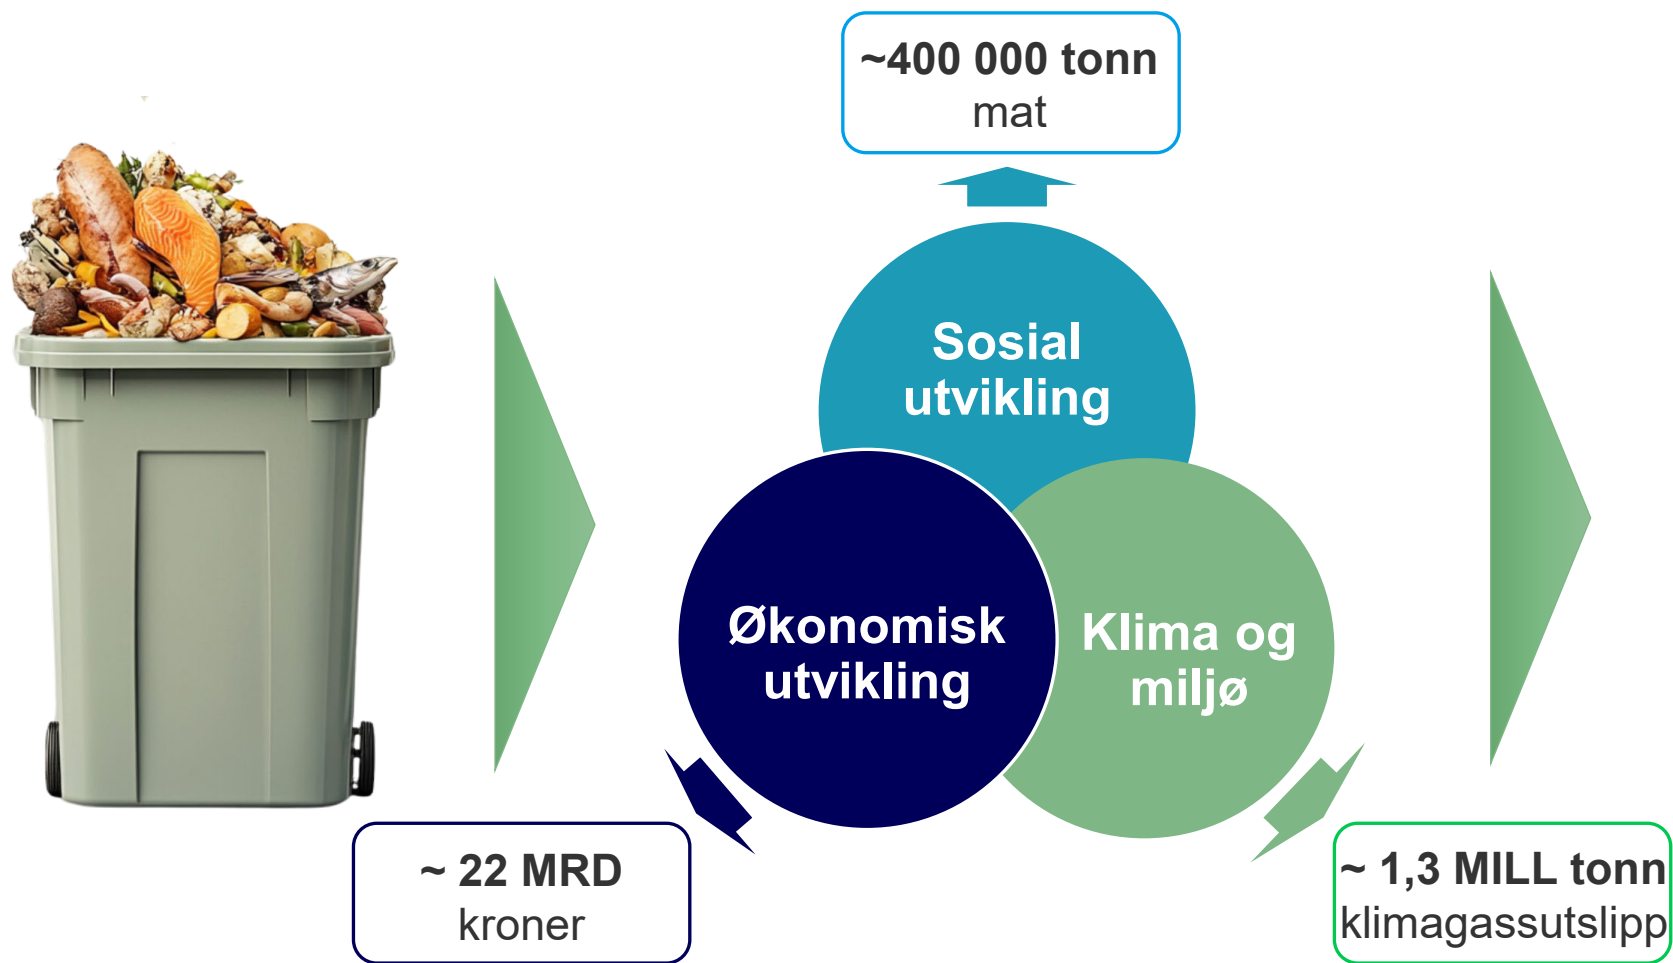 ~400 000 tonn
mat
Sosial
utvikling
Økonomisk
utvikling
Klima og
miljø
~ 22 MRD
kroner
~ 1,3 MILL tonn
klimagassutslipp